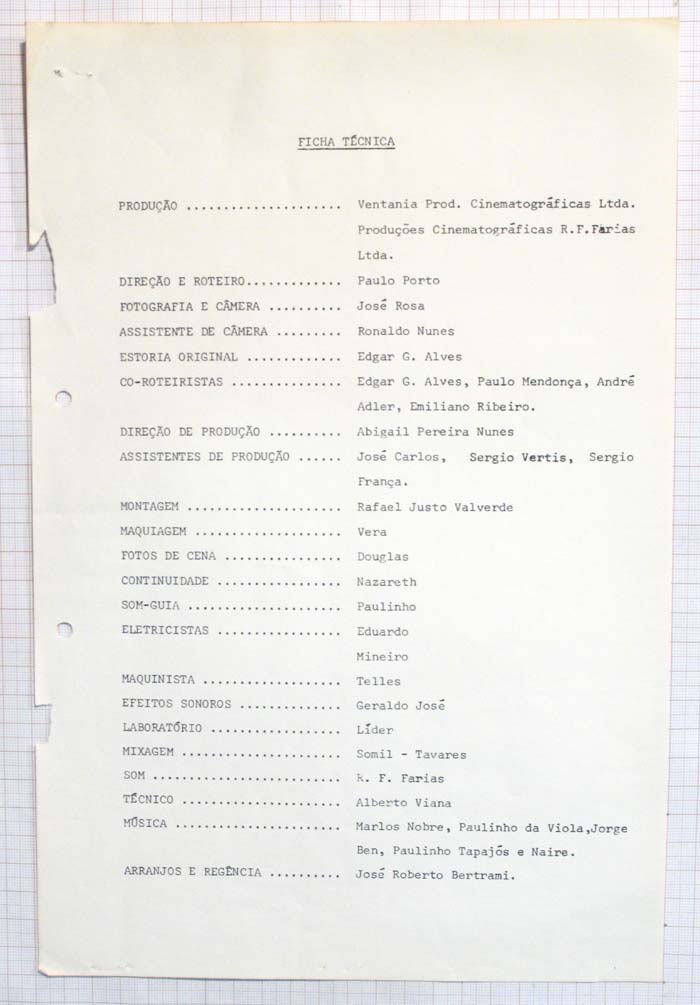 FICHA TÉCNICA
PRODUÇÃO ..................... Ventania Prod. Cinematográficas Ltda.
Produções Cinematográficas R.F.Farias
Ltda.
DIREÇÃO E ROTEIRO............. Paulo Porto
FOTOGRAFIA E CÂMERA .......... José Rosa
ASSISTENTE DE CÂMERA ......... Ronaldo Nunes
ESTORIA ORIGINAL ............. Edgar G. Alves
CO-ROTEIRISTAS ............... Edgar G. Alves, Paulo Mendonça, André
Adler, Emiliano Ribeiro.
DIREÇÃO DE PRODUÇÃO .......... Abigail Pereira Nunes
ASSISTENTES DE PRODUÇÃO ...... José Carlos, Sergio Vertis, Sergio
França.
MONTAGEM ..................... Rafael Justo Valverde
MAQUIAGEM .................... Vera
FOTOS DE CENA ................ Douglas
CONTINUIDADE ................. Nazareth
SOM-GUIA ..................... Paulinho
ELETRICISTAS ................. Eduardo
Mineiro
MAQUINISTA ................... Telles
EFEITOS SONOROS .............. Geraldo José
LABORATÓRIO .................. Líder
MIXAGEM ...................... Somil - Tavares
SOM .......................... R. F. Farias
TÉCNICO ...................... Alberto Viana
MÚSICA ....................... Marlos Nobre, Paulinho da Viola,Jorge
Ben, Paulinho Tapajós e Naire.
ARRANJOS E REGÊNCIA .......... José Roberto Bertrami.